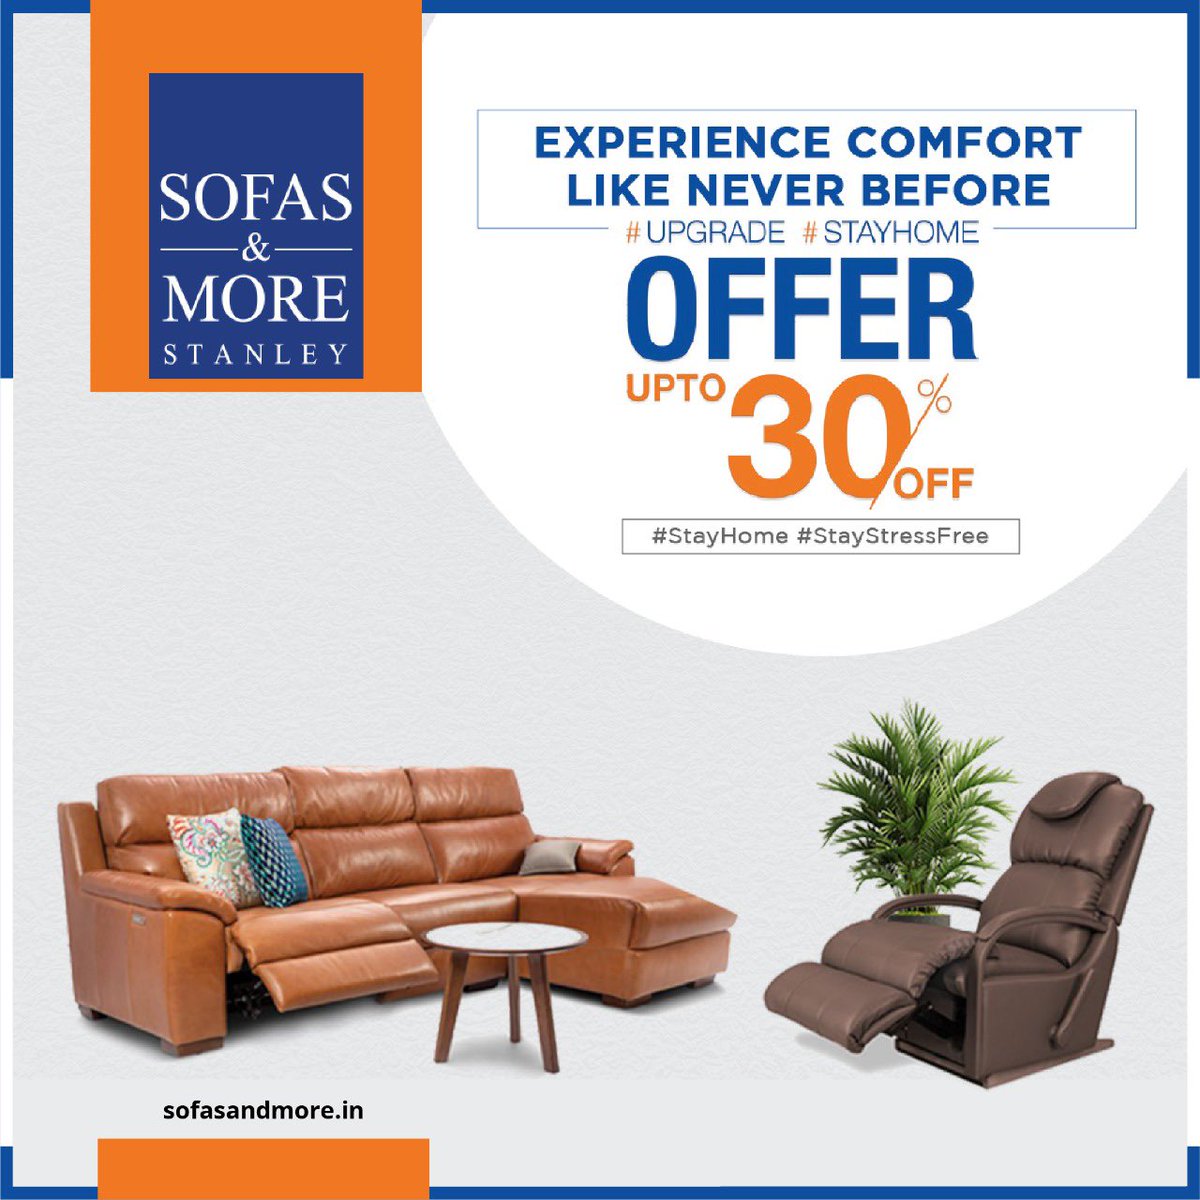 SOFAS
&
MORE
STANLEY
EXPERIENCE COMFORT
LIKE NEVER BEFORE
#UPGRADE #STAYHOME
OFFER
UPTO 30% OFF
#StayHome #StayStressFree
sofasandmore.in